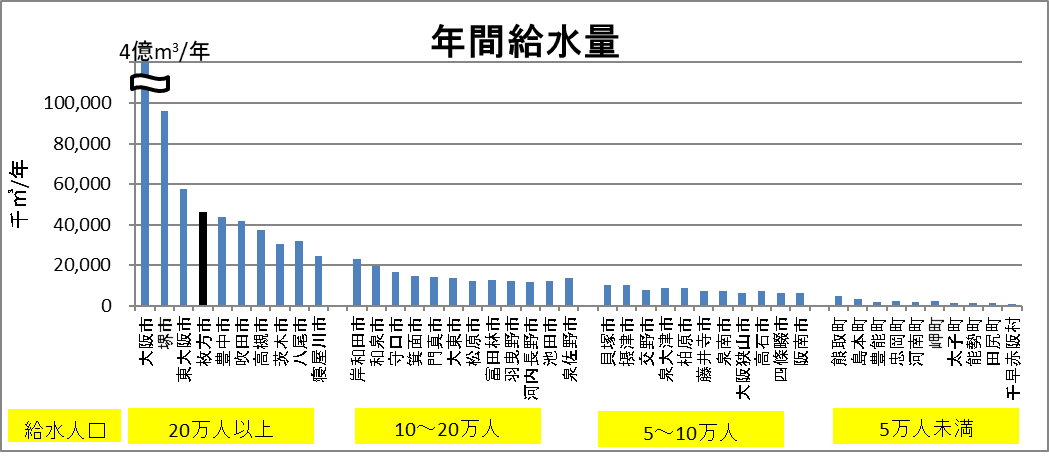 年間給水量
4億m³/年
千㎥/年
100,000
80,000
60,000
40,000
20,000
0
大阪市
堺市
東大阪市
枚方市
豊中市
吹田市
高槻市
茨木市
八尾市
寝屋川市
岸和田市
和泉市
守口市
箕面市
門真市
大東市
松原市
富田林市
羽曳野市
河内長野市
池田市
泉佐野市
貝塚市
摂津市
交野市
泉大津市
柏原市
藤井寺市
泉南市
大阪狭山市
高石市
四條畷市
阪南市
熊取町
島本町
豊能町
忠岡町
河南町
岬町
太子町
能勢町
田尻町
千早赤阪村
給水人口
20万人以上
10～20万人
5～10万人
5万人未満